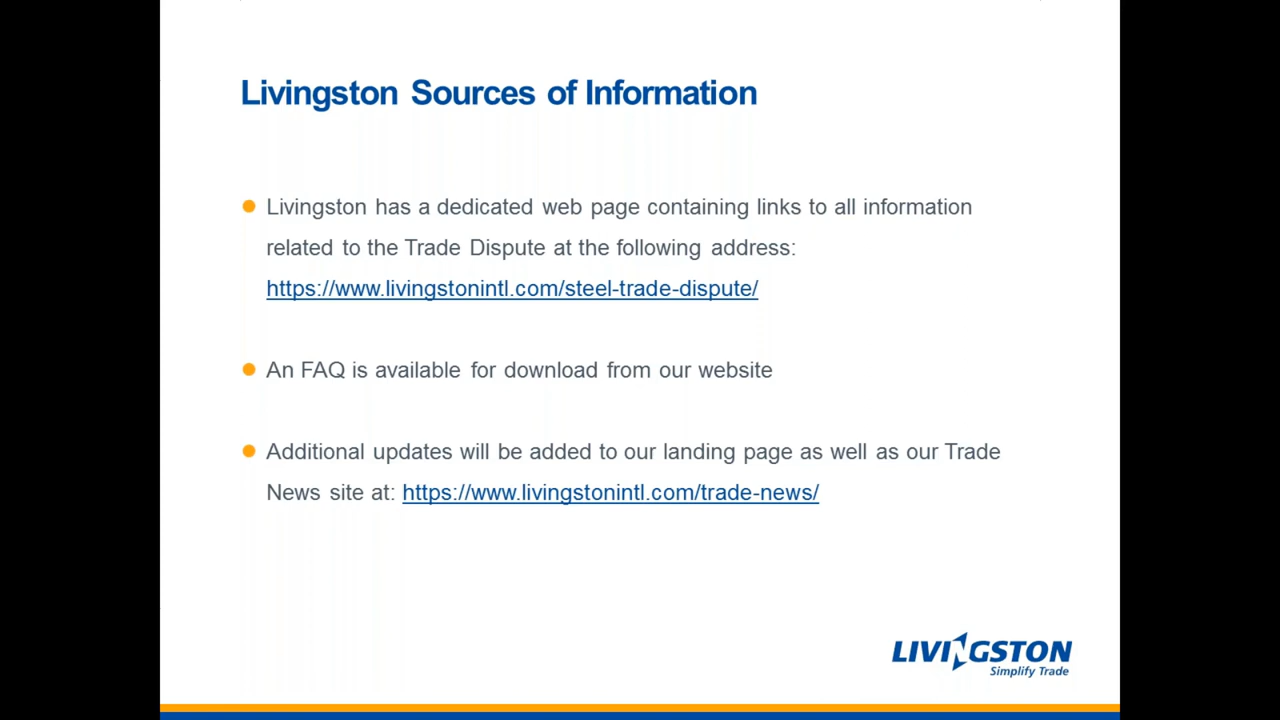 Livingston Sources of Information
Livingston has a dedicated web page containing links to all information
related to the Trade Dispute at the following address:
https://www.livingstonintl.com/steel-trade-dispute/
An FAQ is available for download from our website
Additional updates will be added to our landing page as well as our Trade
News site at: https://www.livingstonintl.com/trade-news/
LIVINGSTON
Simplify Trade